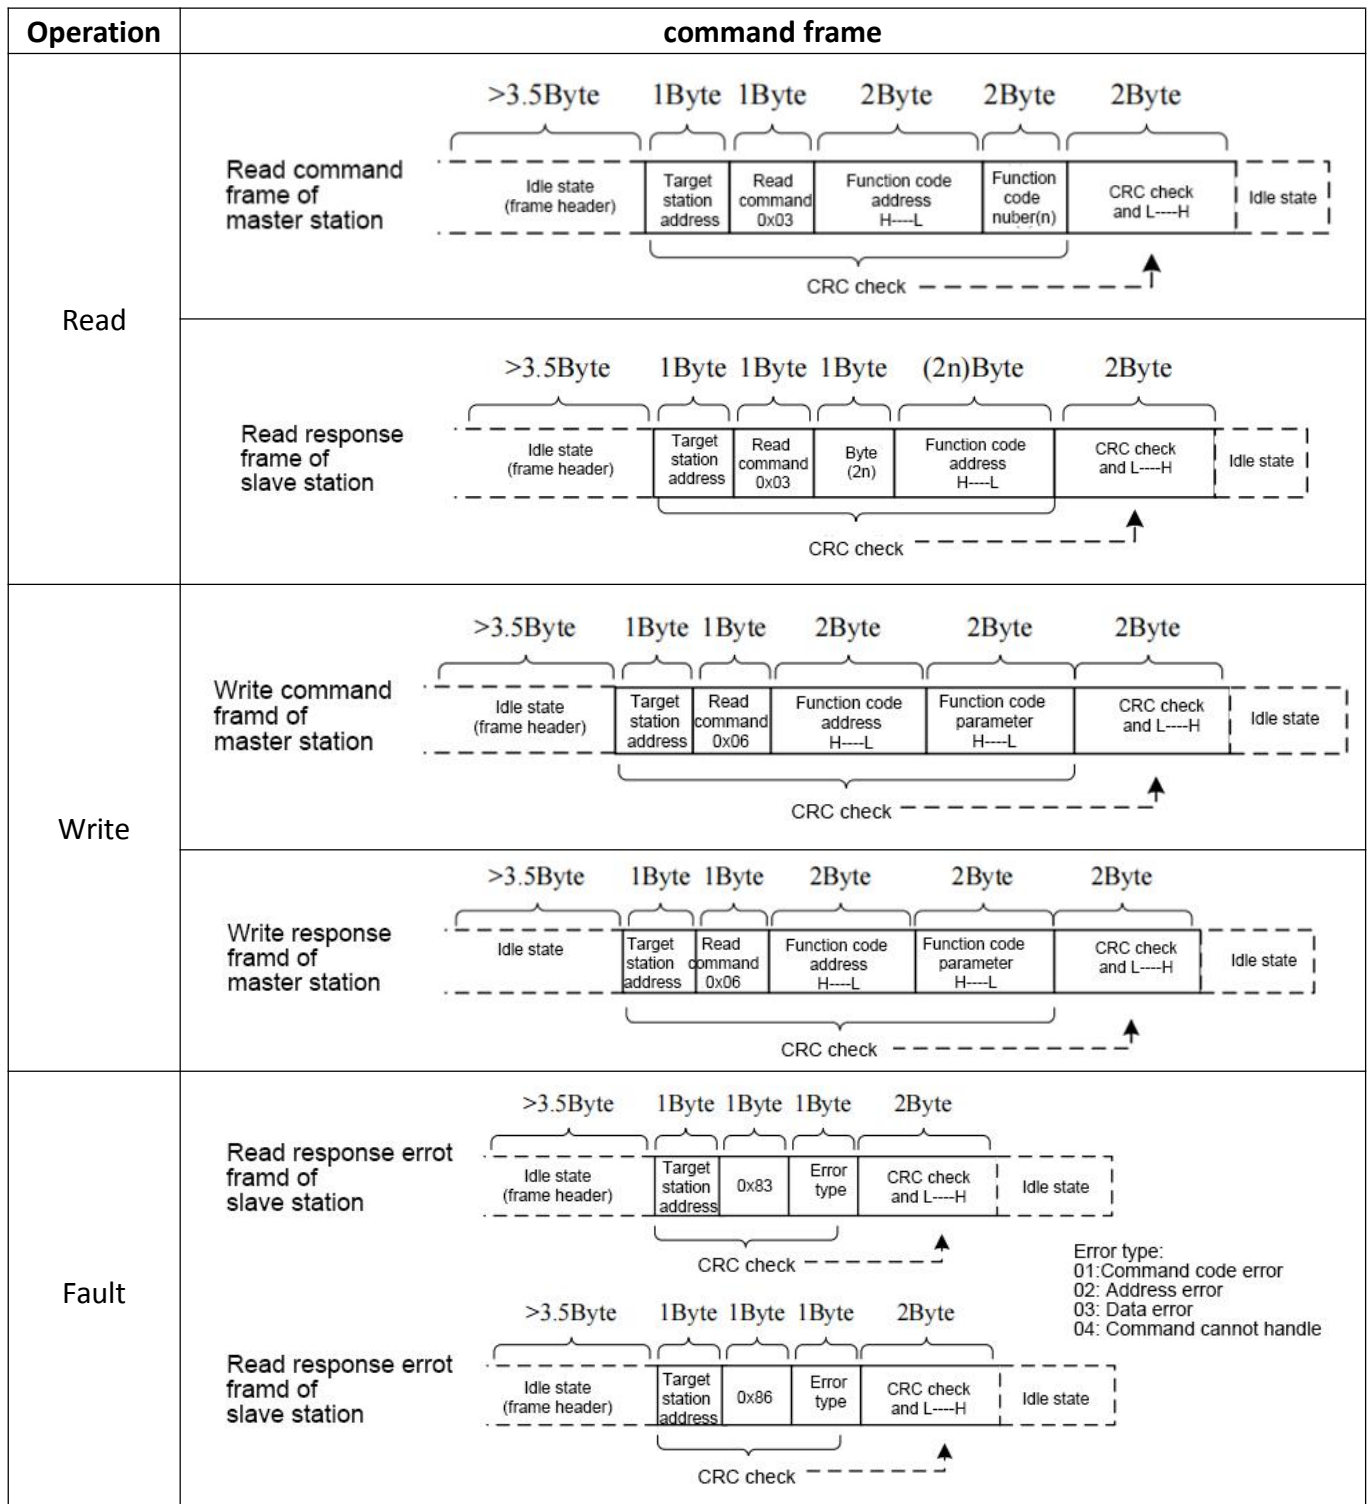 Operation
command frame
Read
>3.5Byte 1Byte 1Byte 2Byte 2Byte 2Byte
Read command
frame of
master station
Idle state
(frame header)
Target
station
address
Read
command
0x03
Function code
address
H----L
Function
code
nuber(n)
CRC check
and L----H
Idle state
CRC check
>3.5Byte 1Byte 1Byte 1Byte (2n)Byte 2Byte
Read response
frame of
slave station
Idle state
(frame header)
Target
station
address
Read
command
0x03
Byte
(2n)
Function code
address
H----L
CRC check
and L----H
Idle state
CRC check
Write
>3.5Byte 1Byte 1Byte 2Byte 2Byte 2Byte
Write command
framd of
master station
Idle state
(frame header)
Target
station
address
Read
command
0x06
Function code
address
H----L
Function code
parameter
H----L
CRC check
and L----H
Idle state
CRC check
>3.5Byte 1Byte 1Byte 2Byte 2Byte 2Byte
Write response
framd of
master station
Idle state
Target
station
address
Read
command
0x06
Function code
address
H----L
Function code
parameter
H----L
CRC check
and L----H
Idle state
CRC check
Fault
>3.5Byte 1Byte 1Byte 1Byte 2Byte
Read response errot
framd of
slave station
Idle state
(frame header)
Target
station
address
0x83
Error
type
CRC check
and L----H
Idle state
CRC check
Error type:
01:Command code error
02: Address error
03: Data error
04: Command cannot handle
>3.5Byte 1Byte 1Byte 1Byte 2Byte
Read response errot
framd of
slave station
Idle state
(frame header)
Target
station
address
0x86
Error
type
CRC check
and L----H
Idle state
CRC check